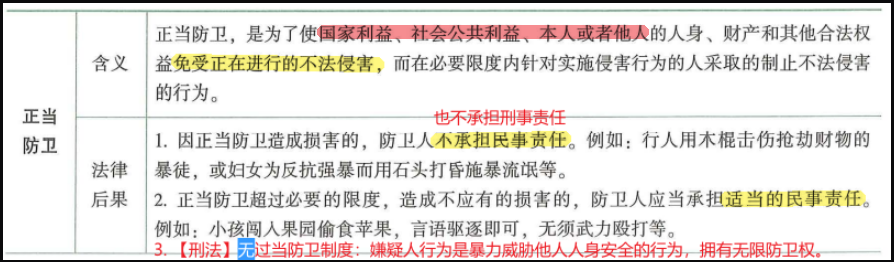 正当防卫，是为了使国家利益、社会公共利益、本人或者他人的人身、财产和其他合法权
含义
益免受正在进行的不法侵害，而在必要限度内针对实施侵害行为的人采取的制止不法侵害
的行为。
正当
防卫
也不承担刑事责任
1. 因正当防卫造成损害的，防卫人不承担民事责任。例如：行人用木棍击伤抢劫财物的
法律
后果
暴徒，或妇女为反抗强暴而用石头打昏施暴流氓等。
2. 正当防卫超过必要的限度，造成不应有的损害的，防卫人应当承担适当的民事责任。
例如：小孩闯入果园偷食苹果，言语驱逐即可，无须武力殴打等。
3. 【刑法】无过当防卫制度：嫌疑人行为是暴力威胁他人人身安全的行为，拥有无限防卫权。